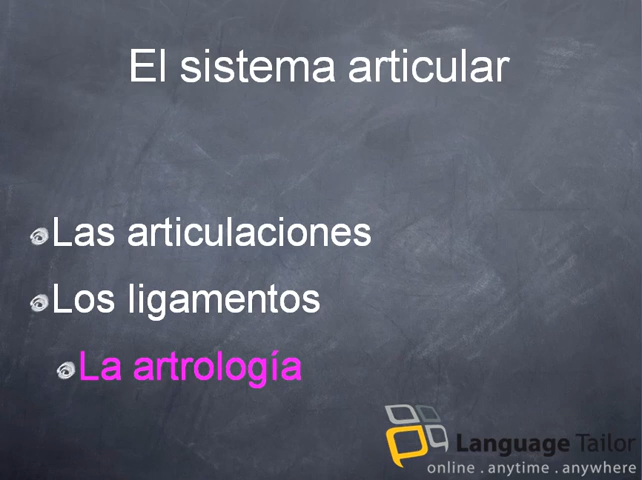 El sistema articular
Las articulaciones
Los ligamentos
La artrología
Language Tailor
online . anytime . anywhere